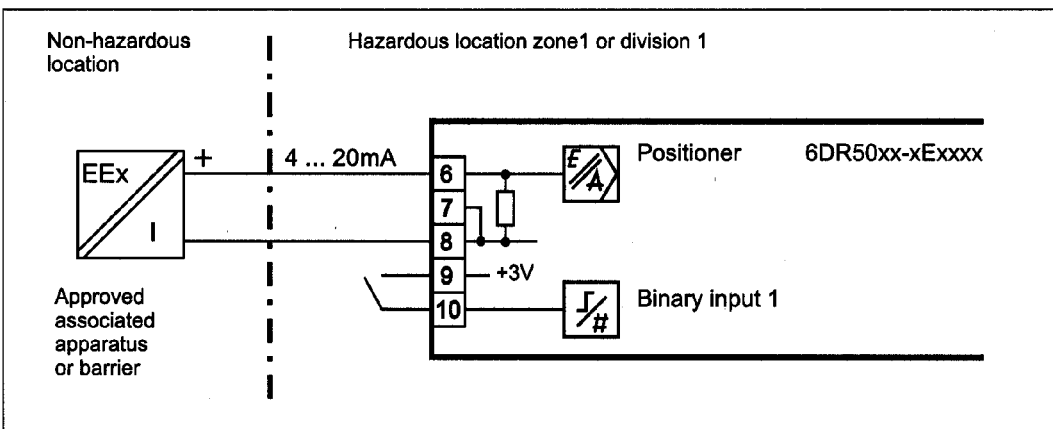 Non-hazardous
location
Hazardous location zone1 or division 1
EEx
I
+
4 ... 20mA
6
7
8
9
10
+3V
E
A
Positioner
6DR50xx-xExxxx
#
Binary input 1
Approved
associated
apparatus
or barrier